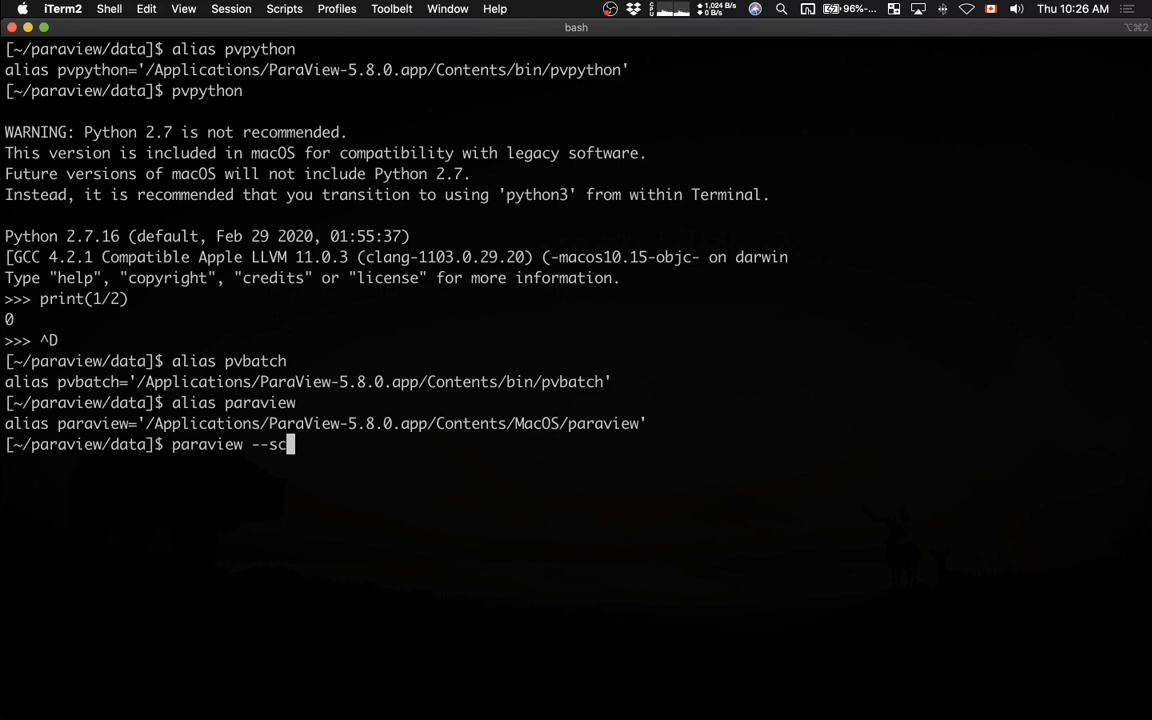 iTerm2 Shell Edit View Session Scripts Profiles Toolbelt Window Help 1,024 B/s 0 B/s 96%... Thu 10:26 AM
bash ⌥⌘2
[~/paraview/data]$ alias pvpython
alias pvpython='/Applications/ParaView-5.8.0.app/Contents/bin/pvpython'
[~/paraview/data]$ pvpython
WARNING: Python 2.7 is not recommended.
This version is included in macOS for compatibility with legacy software.
Future versions of macOS will not include Python 2.7.
Instead, it is recommended that you transition to using 'python3' from within Terminal.
Python 2.7.16 (default, Feb 29 2020, 01:55:37)
[GCC 4.2.1 Compatible Apple LLVM 11.0.3 (clang-1103.0.29.20) (-macos10.15-objc- on darwin
Type "help", "copyright", "credits" or "license" for more information.
>>> print(1/2)
0
>>> ^D
[~/paraview/data]$ alias pvbatch
alias pvbatch='/Applications/ParaView-5.8.0.app/Contents/bin/pvbatch'
[~/paraview/data]$ alias paraview
alias paraview='/Applications/ParaView-5.8.0.app/Contents/MacOS/paraview'
[~/paraview/data]$ paraview --sc